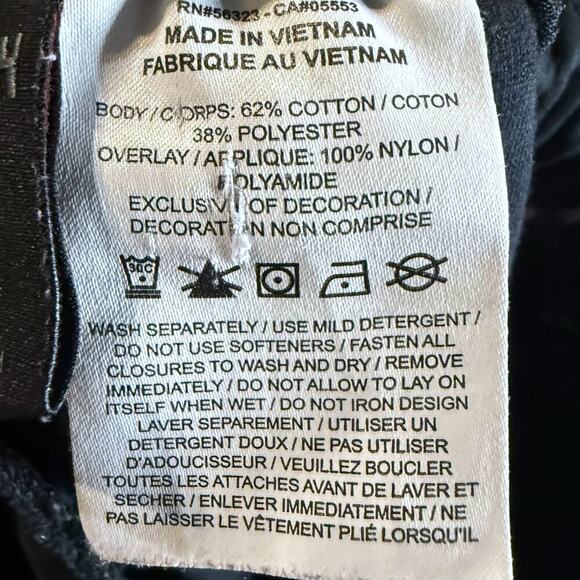 RN#56323 - CA#05553
MADE IN VIETNAM
FABRIQUE AU VIETNAM
BODY / CORPS: 62% COTTON / COTON
38% POLYESTER
OVERLAY / APPLIQUE: 100% NYLON /
POLYAMIDE
EXCLUSIVE OF DECORATION /
DECORATION NON COMPRISE
30C
WASH SEPARATELY / USE MILD DETERGENT /
DO NOT USE SOFTENERS / FASTEN ALL
CLOSURES TO WASH AND DRY / REMOVE
IMMEDIATELY / DO NOT ALLOW TO LAY ON
ITSELF WHEN WET / DO NOT IRON DESIGN
LAVER SEPAREMENT / UTILISER UN
DETERGENT DOUX / NE PAS UTILISER
D'ADOUCISSEUR / VEUILLEZ BOUCLER
TOUTES LES ATTACHES AVANT DE LAVER ET
SECHER / ENLEVER IMMEDIATEMENT / NE
PAS LAISSER LE VÊTEMENT PLIÉ LORSQU'IL